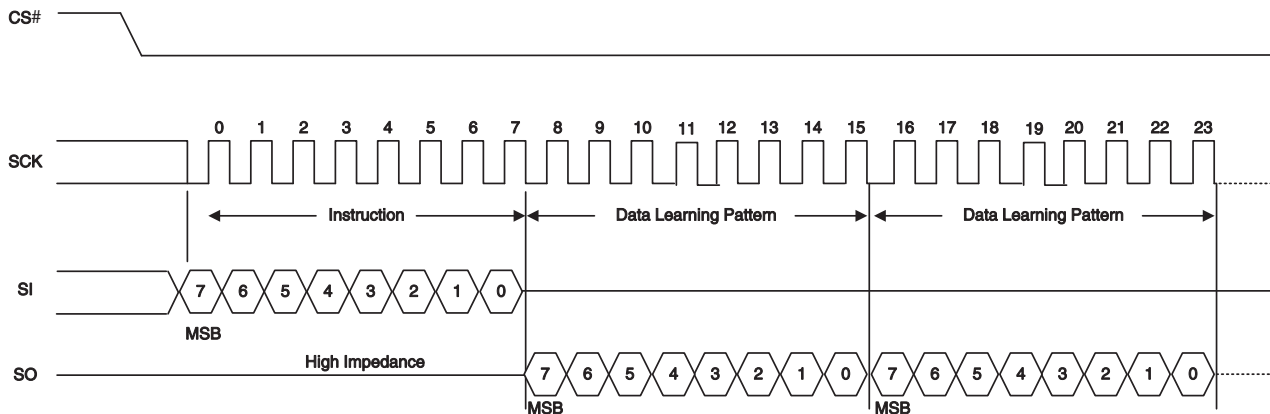 CS#
0 1 2 3 4 5 6 7 8 9 10 11 12 13 14 15 16 17 18 19 20 21 22 23
SCK
Instruction Data Learning Pattern Data Learning Pattern
SI 7 6 5 4 3 2 1 0
MSB
High Impedance
SO 7 6 5 4 3 2 1 0 7 6 5 4 3 2 1 0
MSB MSB